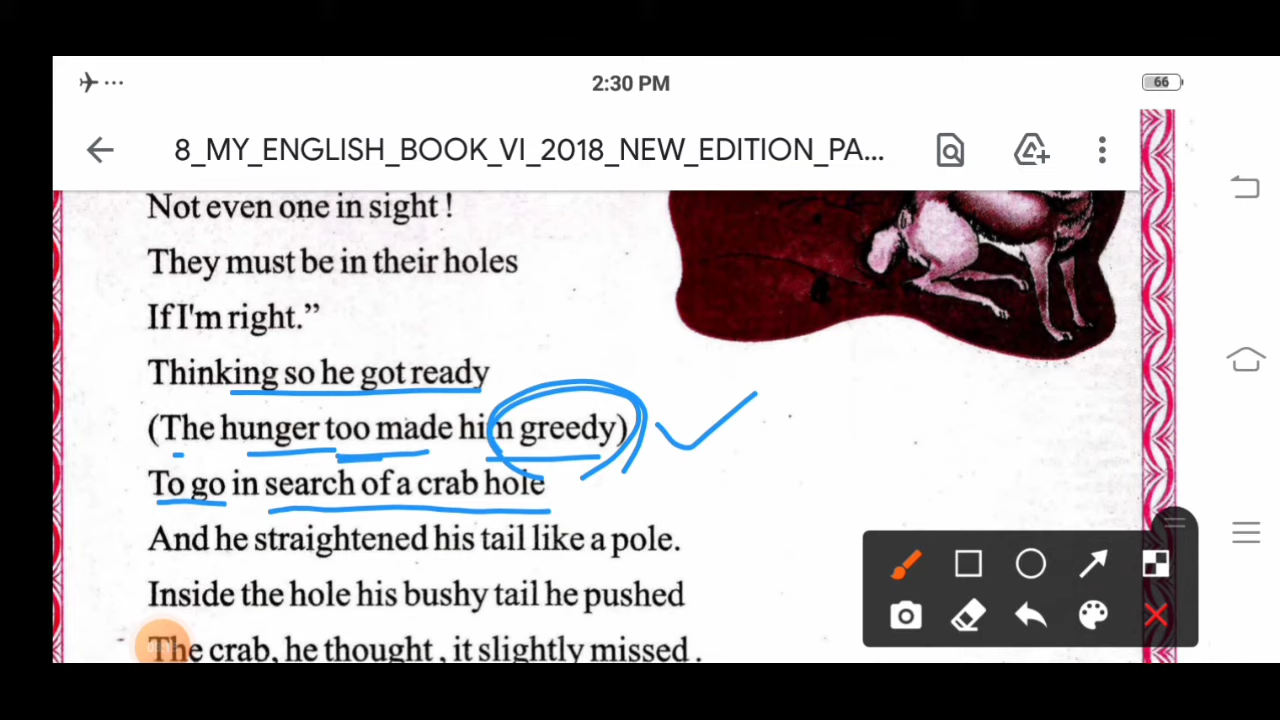 2:30 PM
66
8_MY_ENGLISH_BOOK_VI_2018_NEW_EDITION_PA...
Not even one in sight !
They must be in their holes
If I'm right.”
Thinking so he got ready
(The hunger too made him greedy)
To go in search of a crab hole
And he straightened his tail like a pole.
Inside the hole his bushy tail he pushed
The crab, he thought , it slightly missed .